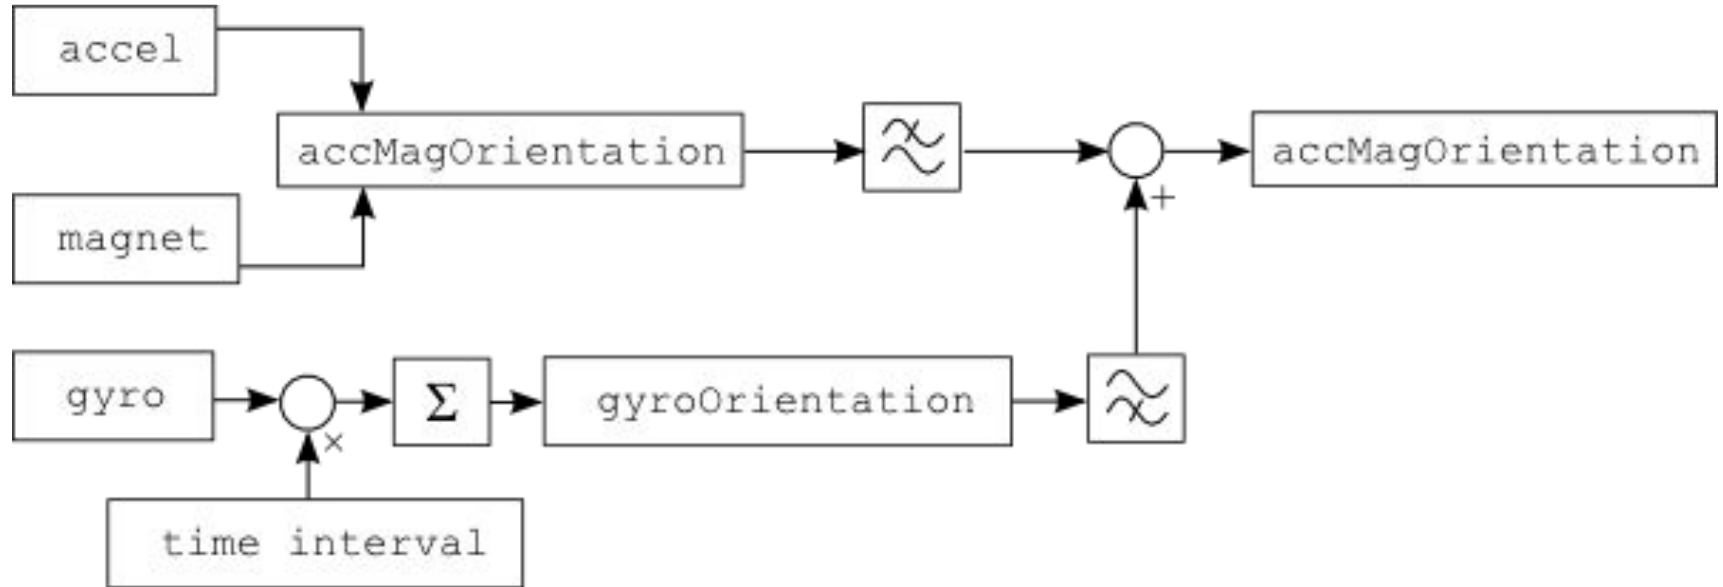 accel
accMagOrientation
accMagOrientation
+
magnet
gyro
×
Σ
gyroOrientation
time interval